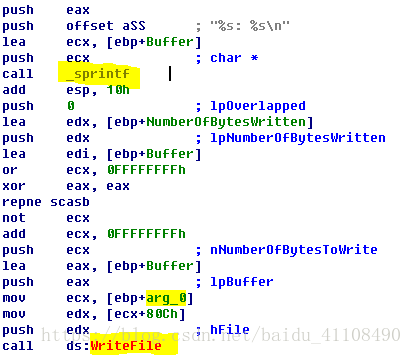 push eax
push offset aSS ; "%s: %s\n"
lea ecx, [ebp+Buffer]
push ecx ; char *
call _sprintf
add esp, 10h
push 0 ; lpOverlapped
lea edx, [ebp+NumberOfBytesWritten]
push edx ; lpNumberOfBytesWritten
lea edi, [ebp+Buffer]
or ecx, 0FFFFFFFFh
xor eax, eax
repne scasb
not ecx
add ecx, 0FFFFFFFFh
push ecx ; nNumberOfBytesToWrite
lea eax, [ebp+Buffer]
push eax ; lpBuffer
mov ecx, [ebp+arg_0]
mov edx, [ecx+80Ch]
push edx ; hFile
https://blog.csdn.net/baidu_41108490
call ds:WriteFile